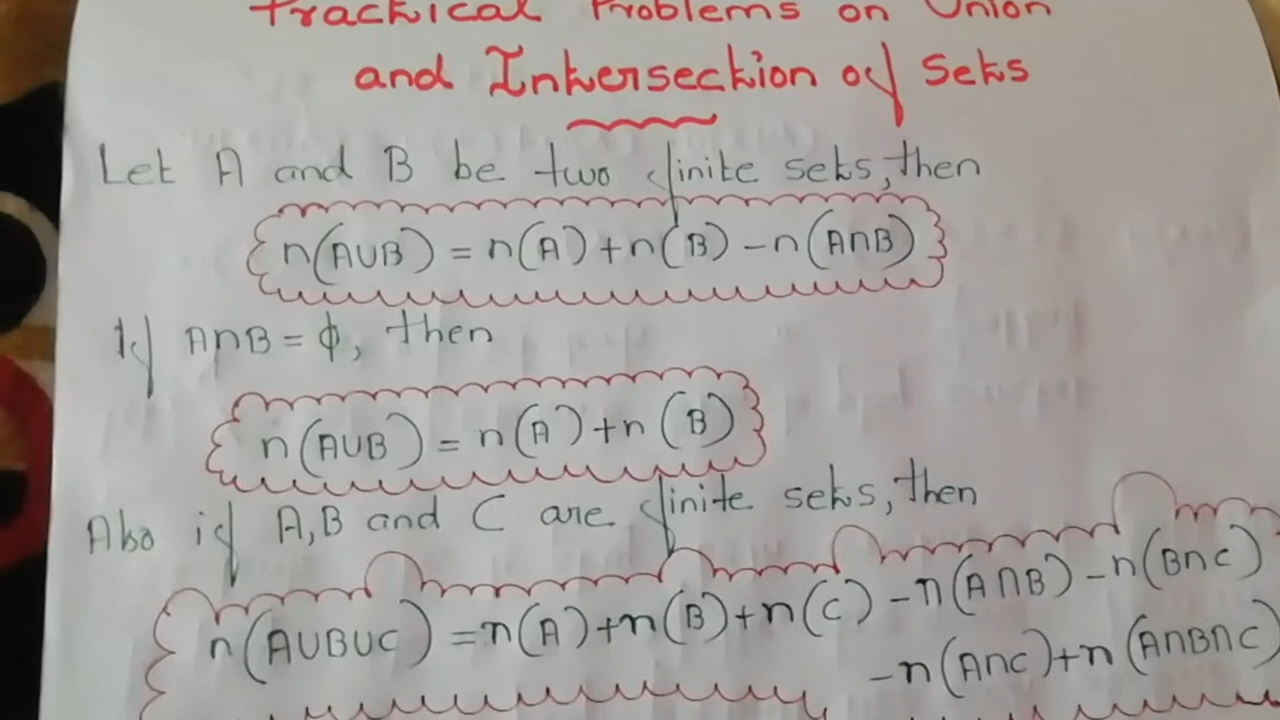 Practical Problems on Union
and Intersection of Sets
Let A and B be two finite sets, then
n(A∪B) = n(A) + n(B) - n(A∩B)
If A∩B = ϕ, then
n(A∪B) = n(A) + n(B)
Also if A, B and C are finite sets, then
n(A∪B∪C) = n(A) + n(B) + n(C) - n(A∩B) - n(B∩C)
- n(A∩C) + n(A∩B∩C)